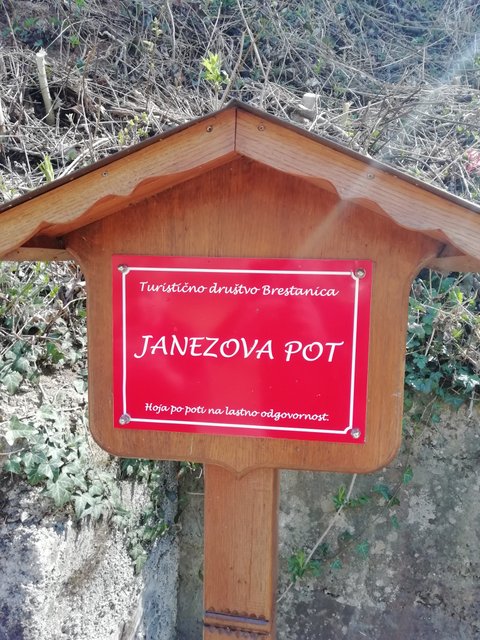 Turistično društvo Brestanica
JANEZOVA POT
Hoja po poti na lastno odgovornost.